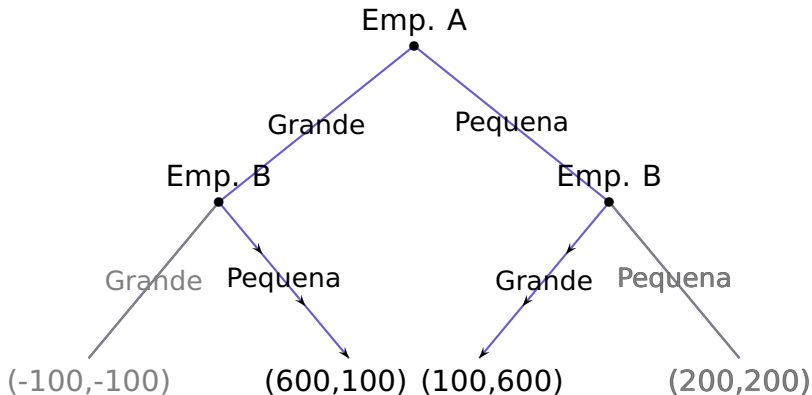 Emp. A
Grande
Pequena
Emp. B
Emp. B
Grande
Pequena
Grande
Pequena
(-100,-100)
(600,100)
(100,600)
(200,200)